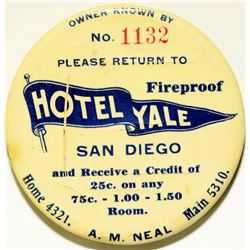 OWNER KNOWN BY
No. 1132
PLEASE RETURN TO
Fireproof
HOTEL YALE
SAN DIEGO
and Receive a Credit of
25c. on any
75c. - 1.00 - 1.50
Room.
Home 4321.
Main 5310.
A. M. NEAL